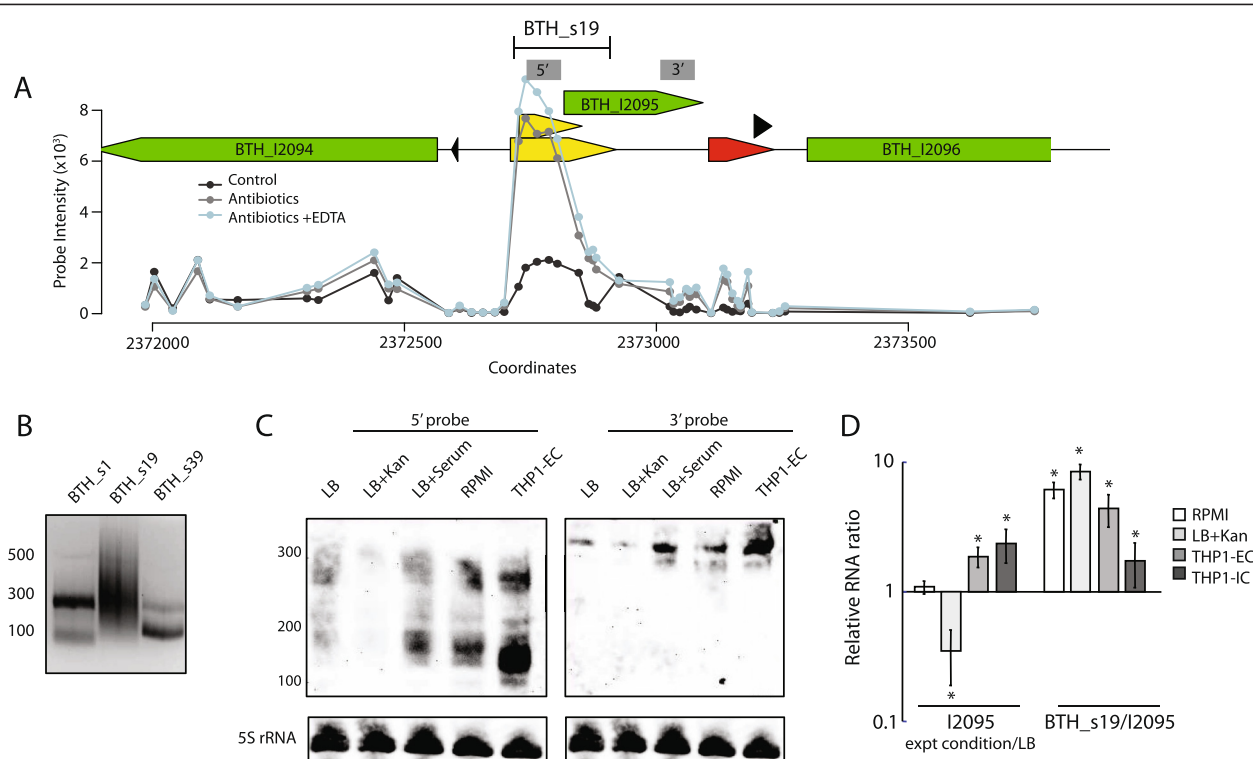 BTH_s19
A
5’
3’
BTH_I2095
BTH_I2094
BTH_I2096
Probe Intensity (x10³)
8
6
4
2
0
Control
Antibiotics
Antibiotics +EDTA
2372000
2372500
2373000
2373500
Coordinates
B
BTH_s1
BTH_s19
BTH_s39
500
300
100
C
5’ probe
3’ probe
LB
LB+Kan
LB+Serum
RPMI
THP1-EC
LB
LB+Kan
LB+Serum
RPMI
THP1-EC
300
200
100
5S rRNA
D
Relative RNA ratio
10
1
0.1
*
*
*
*
*
*
*
RPMI
LB+Kan
THP1-EC
THP1-IC
I2095
BTH_s19/I2095
expt condition/LB